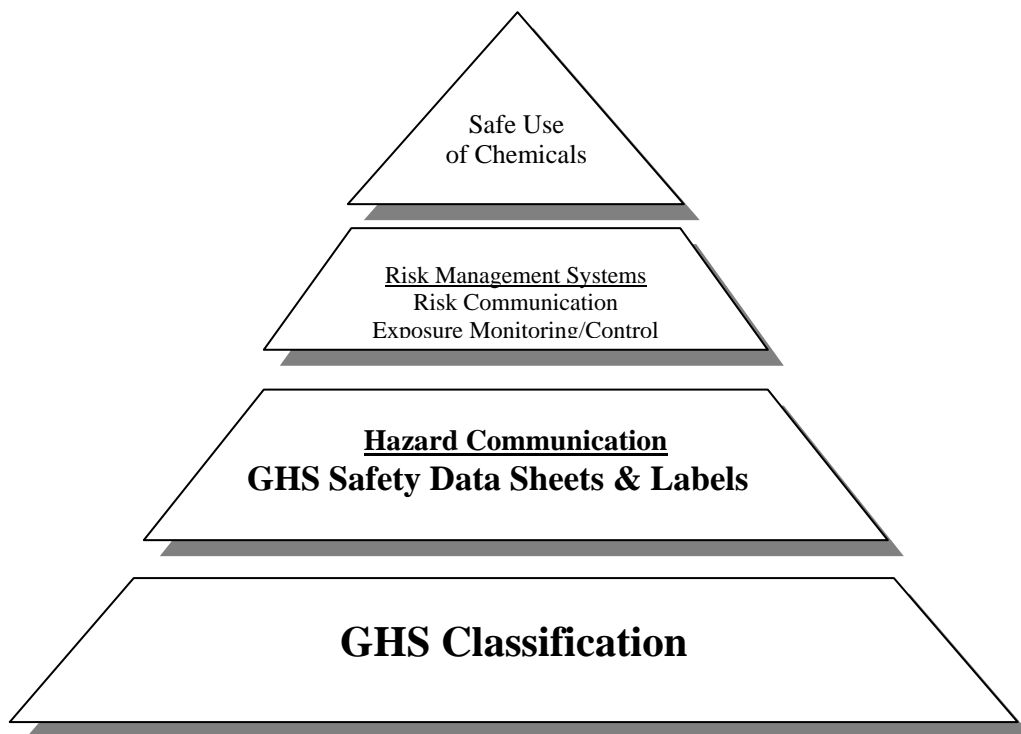 Safe Use
of Chemicals
Risk Management Systems
Risk Communication
Exposure Monitoring/Control
Hazard Communication
GHS Safety Data Sheets & Labels
GHS Classification